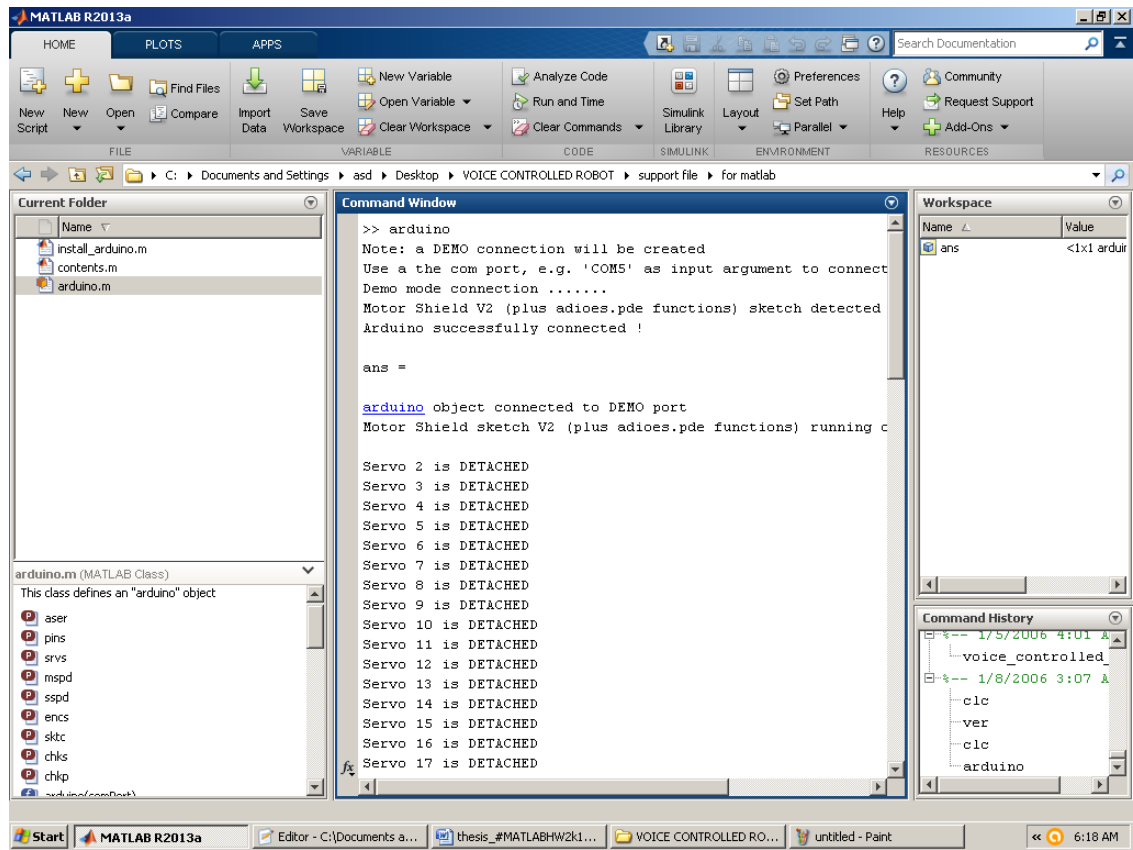 MATLAB R2013a
HOME PLOTS APPS Search Documentation
New Script New Open Find Files Compare Import Data Save Workspace New Variable Open Variable Clear Workspace Analyze Code Run and Time Clear Commands Simulink Library Layout Preferences Set Path Parallel Help Community Request Support Add-Ons
FILE VARIABLE CODE SIMULINK ENVIRONMENT RESOURCES
C: Documents and Settings asd Desktop VOICE CONTROLLED ROBOT support file for matlab
Current Folder
Name
install_arduino.m
contents.m
arduino.m
arduino.m (MATLAB Class)
This class defines an "arduino" object
aser
pins
srvs
mspd
sspd
encs
sktc
chks
chkp
arduino(comPort)
Command Window
>> arduino
Note: a DEMO connection will be created
Use a the com port, e.g. 'COM5' as input argument to connect
Demo mode connection .......
Motor Shield V2 (plus adioes.pde functions) sketch detected
Arduino successfully connected !
ans =
arduino object connected to DEMO port
Motor Shield sketch V2 (plus adioes.pde functions) running o
Servo 2 is DETACHED
Servo 3 is DETACHED
Servo 4 is DETACHED
Servo 5 is DETACHED
Servo 6 is DETACHED
Servo 7 is DETACHED
Servo 8 is DETACHED
Servo 9 is DETACHED
Servo 10 is DETACHED
Servo 11 is DETACHED
Servo 12 is DETACHED
Servo 13 is DETACHED
Servo 14 is DETACHED
Servo 15 is DETACHED
Servo 16 is DETACHED
Servo 17 is DETACHED
fx
Workspace
Name Value
ans <1x1 arduin
Command History
%-- 1/5/2006 4:01 A
voice_controlled_
%-- 1/8/2006 3:07 A
clc
ver
clc
arduino
Start MATLAB R2013a Editor - C:\Documents a... thesis_#MATLABHW2k1... VOICE CONTROLLED RO... untitled - Paint 6:18 AM